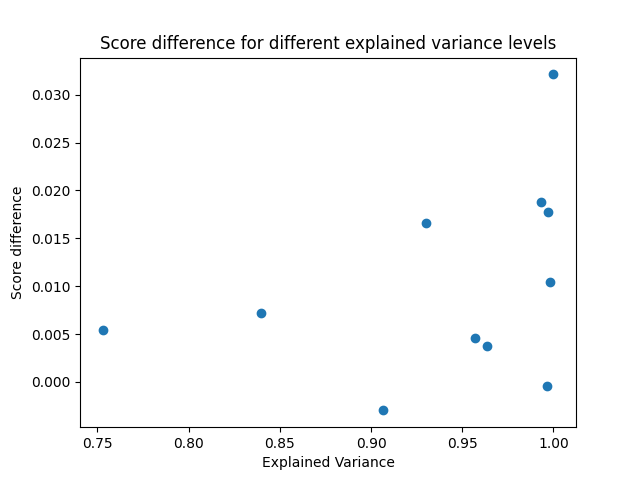 Score difference for different explained variance levels
Score difference
0.030
0.025
0.020
0.015
0.010
0.005
0.000
0.75 0.80 0.85 0.90 0.95 1.00
Explained Variance